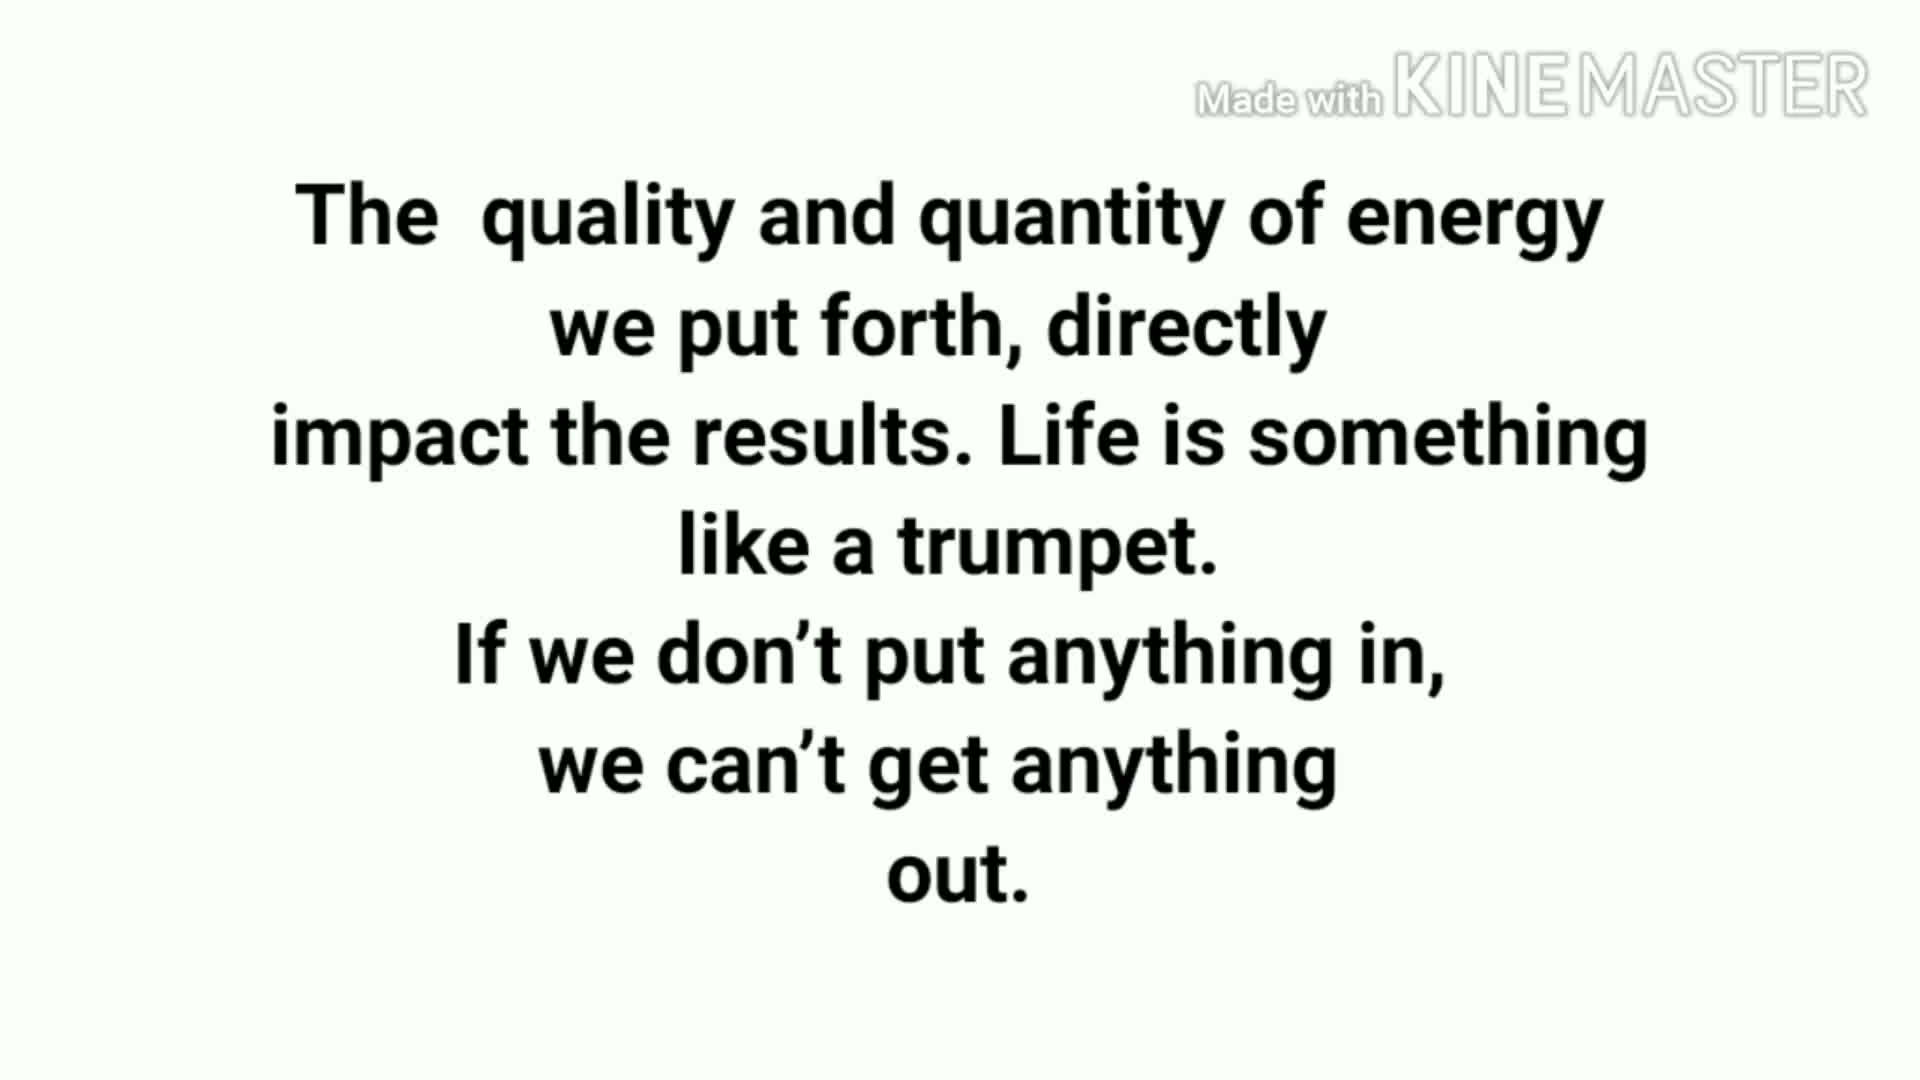 Made with KINEMASTER
The quality and quantity of energy
we put forth, directly
impact the results. Life is something
like a trumpet.
If we don’t put anything in,
we can’t get anything
out.